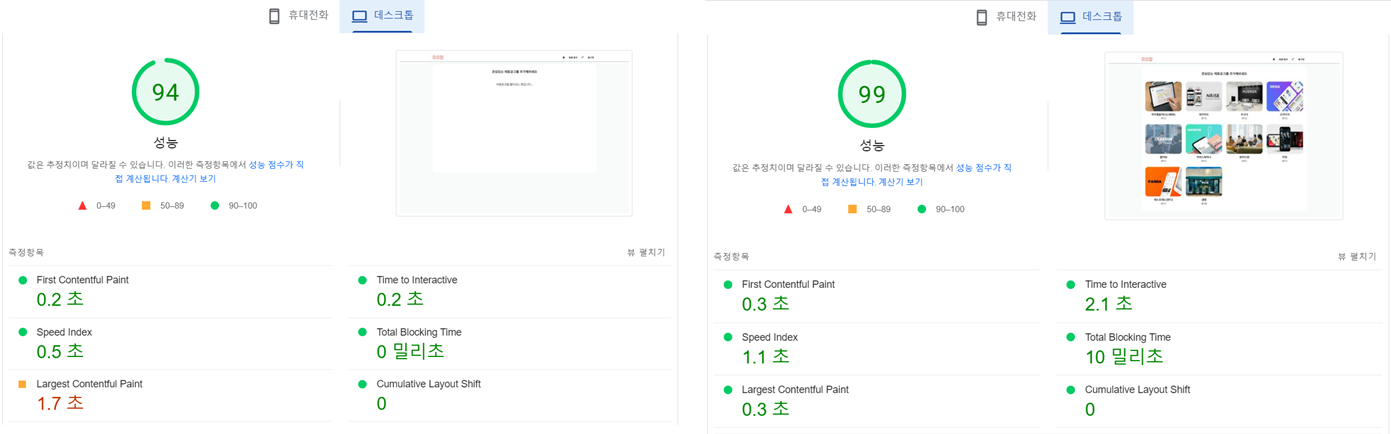 휴대전화
데스크톱
94
성능
값은 추정치이며 달라질 수 있습니다. 이러한 측정항목에서 성능 점수가 직
접 계산됩니다. 계산기 보기
0–49
50–89
90–100
측정항목
뷰 펼치기
First Contentful Paint
0.2 초
Time to Interactive
0.2 초
Speed Index
0.5 초
Total Blocking Time
0 밀리초
Largest Contentful Paint
1.7 초
Cumulative Layout Shift
0
휴대전화
데스크톱
99
성능
값은 추정치이며 달라질 수 있습니다. 이러한 측정항목에서 성능 점수가 직
접 계산됩니다. 계산기 보기
0–49
50–89
90–100
측정항목
뷰 펼치기
First Contentful Paint
0.3 초
Time to Interactive
2.1 초
Speed Index
1.1 초
Total Blocking Time
10 밀리초
Largest Contentful Paint
0.3 초
Cumulative Layout Shift
0